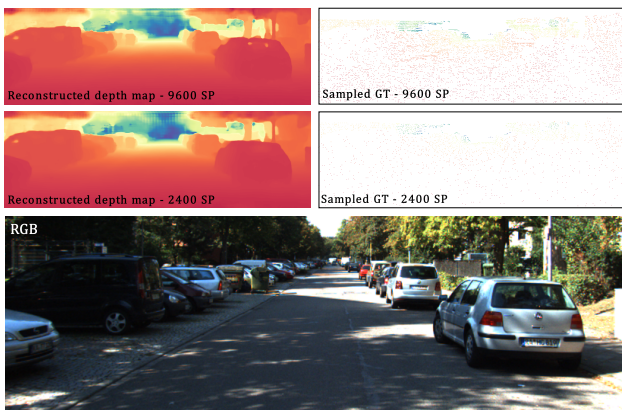 Reconstructed depth map - 9600 SP
Sampled GT - 9600 SP
Reconstructed depth map - 2400 SP
Sampled GT - 2400 SP
RGB